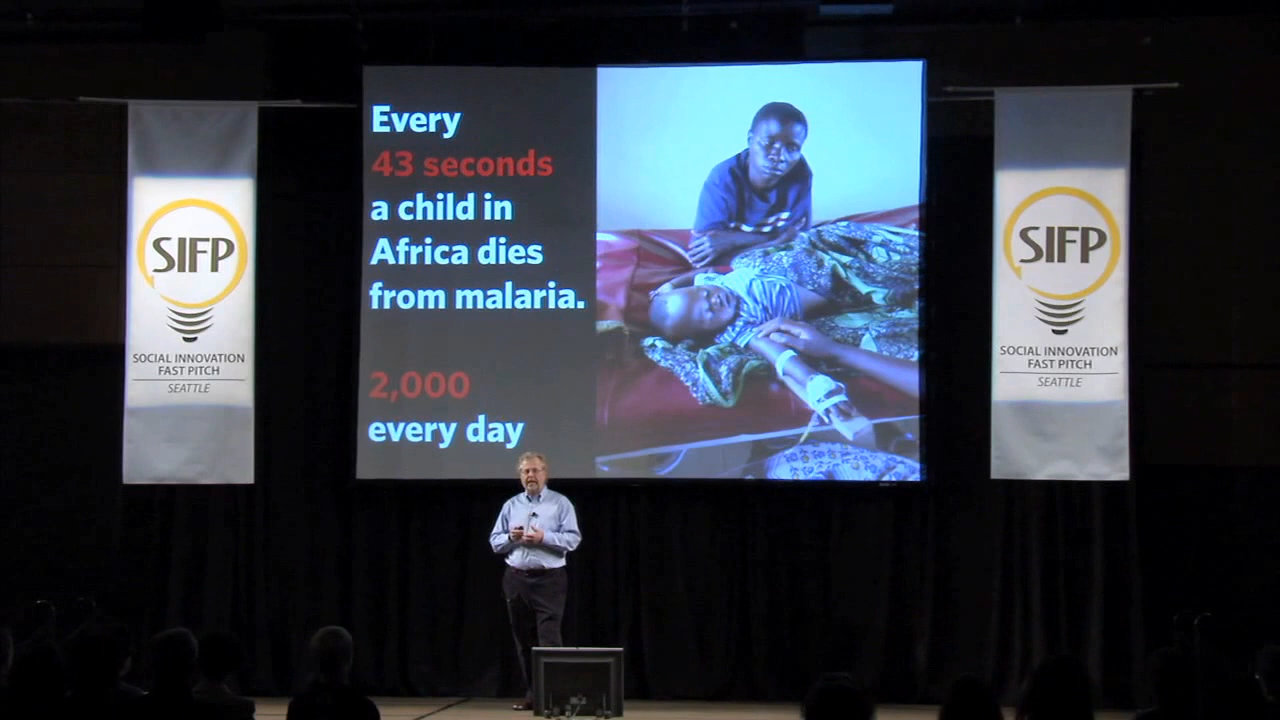 Every
43 seconds
a child in
Africa dies
from malaria.
2,000
every day
SIFP
SOCIAL INNOVATION
FAST PITCH
SEATTLE
SIFP
SOCIAL INNOVATION
FAST PITCH
SEATTLE